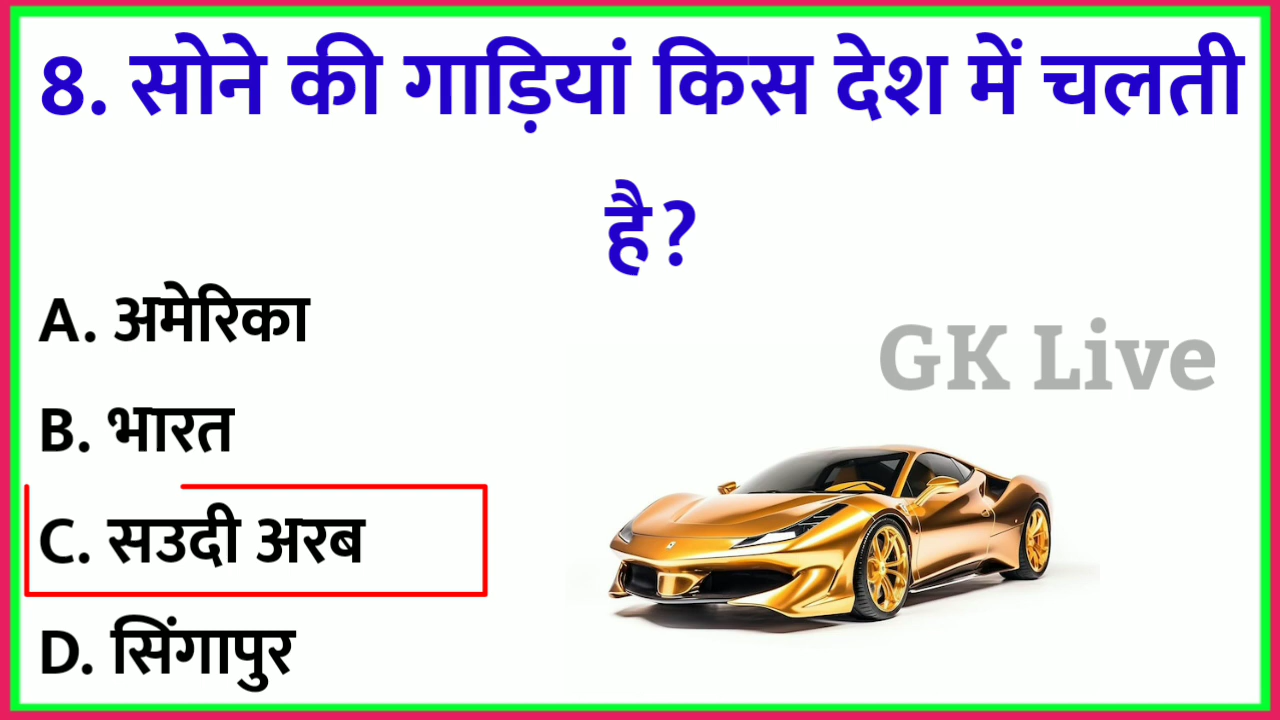 8. सोने की गाड़ियां किस देश में चलती
है?
A. अमेरिका
GK Live
B. भारत
C. सउदी अरब
D. सिंगापुर